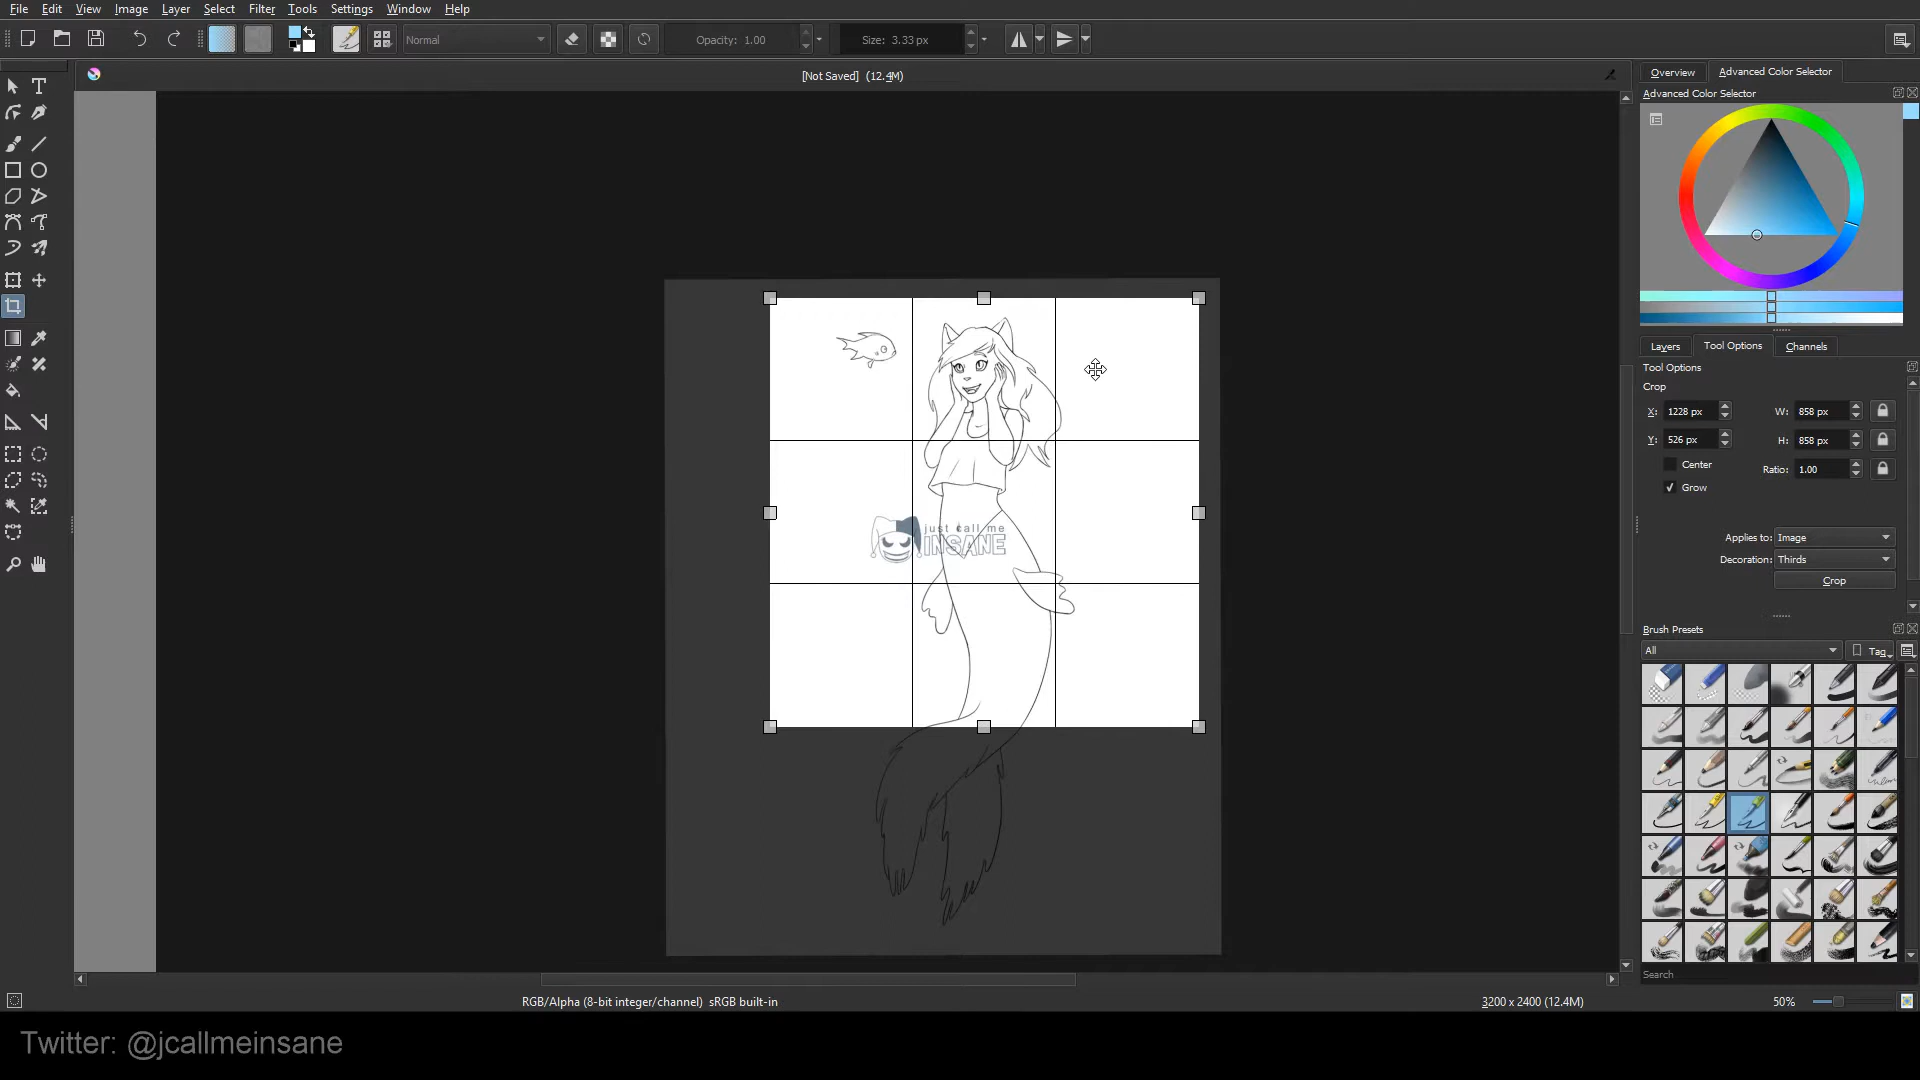 File Edit View Image Layer Select Filter Tools Settings Window Help
Normal
Opacity: 1.00
Size: 3.33 px
[Not Saved] (12.4M)
Overview
Advanced Color Selector
Advanced Color Selector
Layers
Tool Options
Channels
Tool Options
Crop
X: 1228 px
W: 858 px
Y: 526 px
H: 858 px
Center
Ratio: 1.00
Grow
Applies to: Image
Decoration: Thirds
Crop
Brush Presets
All
Tag
Search
just call me
INSANE
RGB/Alpha (8-bit integer/channel) sRGB built-in
3200 x 2400 (12.4M)
50%
Twitter: @jcallmeinsane